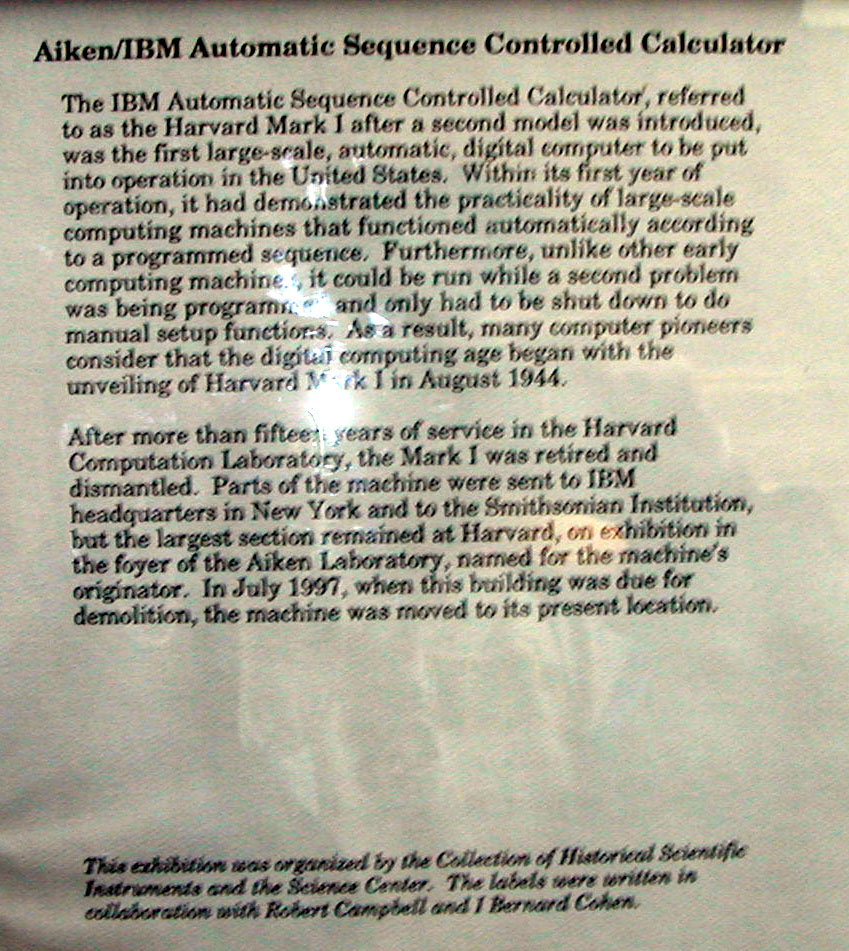 Aiken/IBM Automatic Sequence Controlled Calculator
The IBM Automatic Sequence Controlled Calculator, referred
to as the Harvard Mark I after a second model was introduced,
was the first large-scale, automatic, digital computer to be put
into operation in the United States. Within its first year of
operation, it had demonstrated the practicality of large-scale
computing machines that functioned automatically according
to a programmed sequence. Furthermore, unlike other early
computing machines, it could be run while a second problem
was being programmed and only had to be shut down to do
manual setup functions. As a result, many computer pioneers
consider that the digital computing age began with the
unveiling of Harvard Mark I in August 1944.
After more than fifteen years of service in the Harvard
Computation Laboratory, the Mark I was retired and
dismantled. Parts of the machine were sent to IBM
headquarters in New York and to the Smithsonian Institution,
but the largest section remained at Harvard, on exhibition in
the foyer of the Aiken Laboratory, named for the machine's
originator. In July 1997, when this building was due for
demolition, the machine was moved to its present location.
This exhibition was organized by the Collection of Historical Scientific
Instruments and the Science Center. The labels were written in
collaboration with Robert Campbell and I Bernard Cohen.